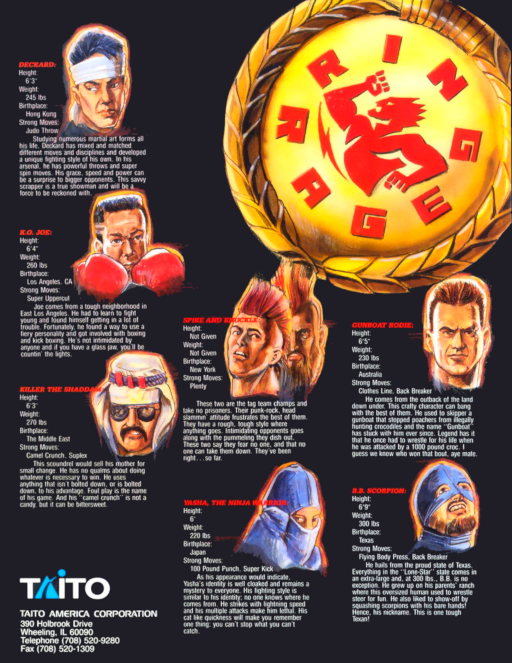 RING
RAGE
DECKARD:
Height:
6'3"
Weight:
245 lbs
Birthplace:
Hong Kong
Strong Moves:
Judo Throw
Studying numerous martial art forms all
his life, Deckard has mixed and matched
different moves and disciplines and developed
a unique fighting style of his own. In his
arsenal, he has powerful throws and super
spin moves. His grace, speed and power can
be a surprise to bigger opponents. This savvy
scrapper is a true showman and will be a
force to be reckoned with.
K.O. JOE:
Height:
6'4"
Weight:
260 lbs
Birthplace:
Los Angeles, CA
Strong Moves:
Super Uppercut
Joe comes from a tough neighborhood in
East Los Angeles. He had to learn to fight
young and found himself getting in a lot of
trouble. Fortunately, he found a way to use a
fiery personality and got involved with boxing
and kick boxing. He's not intimidated by
anyone and if you have a glass jaw, you'll be
countin' the lights.
KILLER THE SHADDA
Height:
6'3"
Weight:
270 lbs
Birthplace:
The Middle East
Strong Moves:
Camel Crunch, Suplex
This scoundrel would sell his mother for
small change. He has no qualms about doing
whatever is necessary to win. He uses
anything that isn't bolted down, or is bolted
down, to his advantage. Foul play is the name
of his game. And his "camel crunch" is not a
candy, but it can be bittersweet.
SPIKE AND KNUCKLE:
Height:
Not Given
Weight:
Not Given
Birthplace:
New York
Strong Moves:
Plenty
These two are the tag team champs and
take no prisoners. Their punk-rock, head
slammin' attitude frustrates the best of them.
They have a rough, tough style where
anything goes. Intimidating opponents goes
along with the pummeling they dish out.
These two say they fear no one, and that no
one can take them down. They've been
right. . . so far.
YASHA, THE NINJA WARRIOR:
Height:
6'
Weight:
220 lbs
Birthplace:
Japan
Strong Moves:
100 Pound Punch, Super Kick
As his appearance would indicate,
Yasha's identity is well cloaked and remains a
mystery to everyone. His fighting style is
similar to his identity: no one knows where he
comes from. He strikes with lightning speed
and his multiple attacks make him lethal. His
cat like quickness will make you remember
one thing: you can't stop what you can't
catch.
GUNBOAT RODJE:
Height:
6'5"
Weight:
230 lbs
Birthplace:
Australia
Strong Moves:
Clothes Line, Back Breaker
He comes from the outback of the land
down under. This crafty character can bang
with the best of them. He used to skipper a
gunboat that stopped poachers from illegally
hunting crocodiles and the name "Gunboat"
has stuck with him ever since. Legend has it
that he once had to wrestle for his life when
he was attacked by a 1000 pound croc. I
guess we know who won that bout, aye mate.
B.B. SCORPION:
Height:
6'9"
Weight:
300 lbs
Birthplace:
Texas
Strong Moves:
Flying Body Press, Back Breaker
He hails from the proud state of Texas.
Everything in the "Lone-Star" state comes in
an extra-large and, at 300 lbs., B.B. is no
exception. He grew up on his parents' ranch
where this oversized human used to wrestle
steer for fun. He also liked to show-off by
squashing scorpions with his bare hands!
Hence, his nickname. This is one tough
Texan!
TAITO
TAITO AMERICA CORPORATION
390 Holbrook Drive
Wheeling, IL 60090
Telephone (708) 520-9280
Fax (708) 520-1309